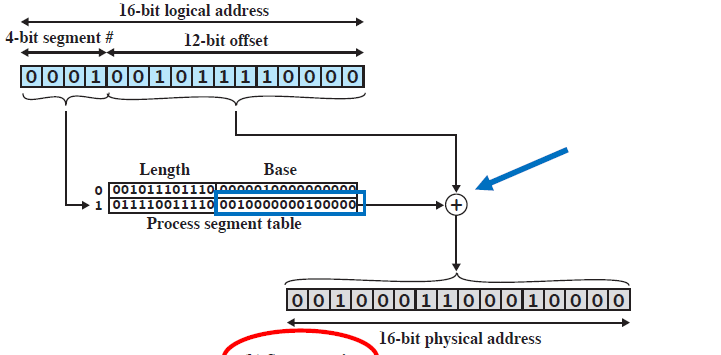 16-bit logical address
4-bit segment #
12-bit offset
0 0 0 1 0 0 1 0 1 1 1 1 0 0 0 0
Length Base
0 001011101110 0000010000000000
1 011110011110 0010000000100000
+
Process segment table
0 0 1 0 0 0 1 1 0 0 0 1 0 0 0 0
16-bit physical address